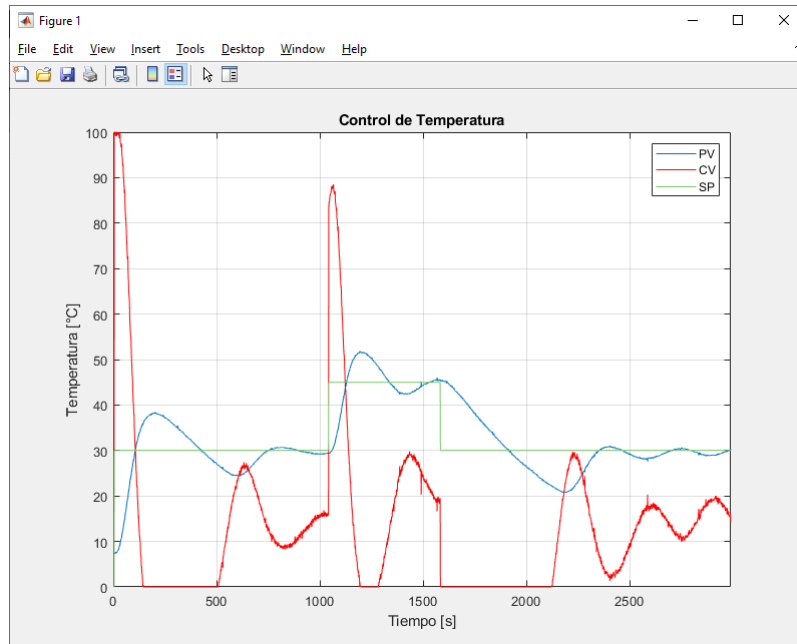 Figure 1
File Edit View Insert Tools Desktop Window Help
Control de Temperatura
100
90
80
70
60
50
40
30
20
10
0
Temperatura [°C]
PV
CV
SP
0 500 1000 1500 2000 2500
Tiempo [s]